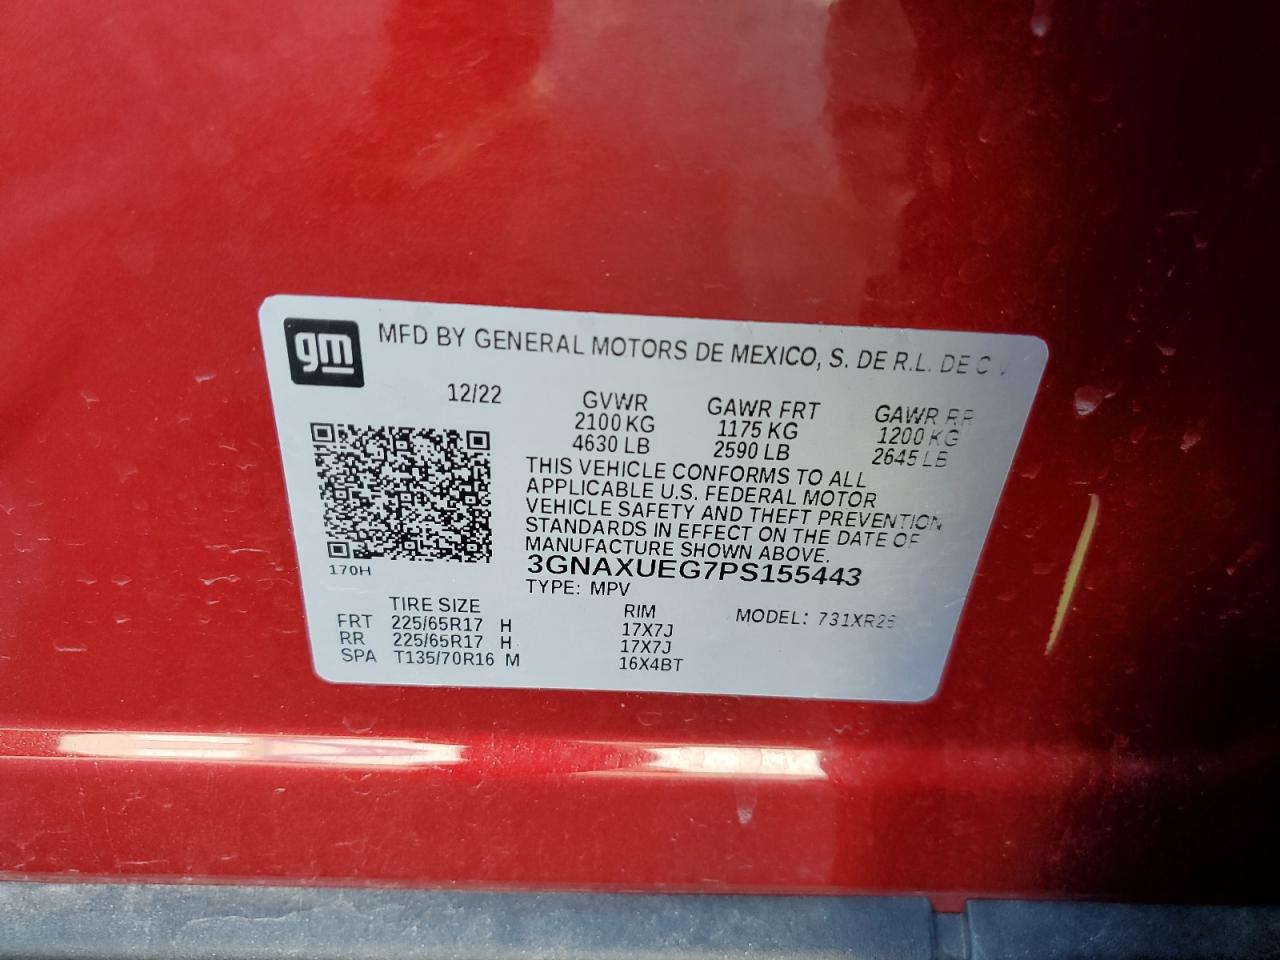 gm
MFD BY GENERAL MOTORS DE MEXICO, S. DE R.L. DE C V
12/22
GVWR
2100 KG
4630 LB
GAWR FRT
1175 KG
2590 LB
GAWR RR
1200 KG
2645 LB
THIS VEHICLE CONFORMS TO ALL
APPLICABLE U.S. FEDERAL MOTOR
VEHICLE SAFETY AND THEFT PREVENTION
STANDARDS IN EFFECT ON THE DATE OF
MANUFACTURE SHOWN ABOVE.
3GNAXUEG7PS155443
TYPE: MPV
170H
TIRE SIZE RIM MODEL: 731XR26
FRT 225/65R17 H 17X7J
RR 225/65R17 H 17X7J
SPA T135/70R16 M 16X4BT